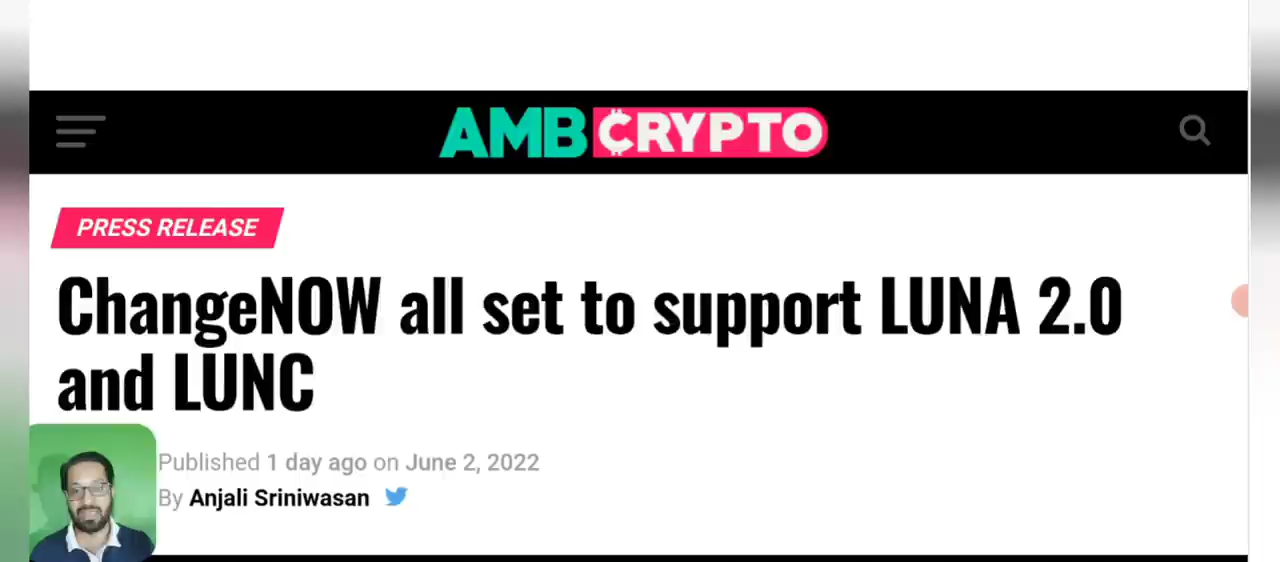 AMBCRYPTO
PRESS RELEASE
ChangeNOW all set to support LUNA 2.0
and LUNC
Published 1 day ago on June 2, 2022
By Anjali Sriniwasan